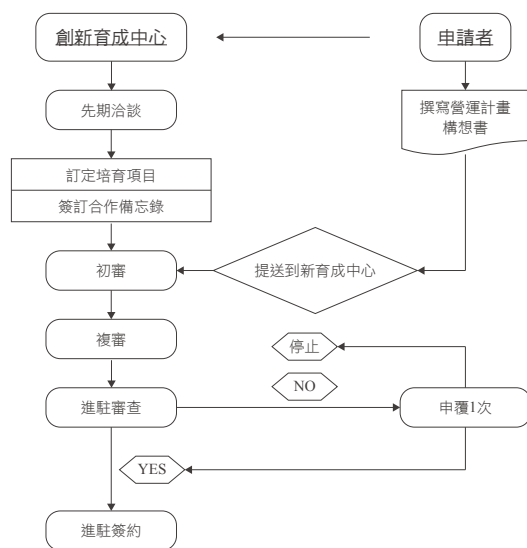 創新育成中心
申請者
先期洽談
撰寫營運計畫
構想書
訂定培育項目
簽訂合作備忘錄
初審
提送到新育成中心
複審
停止
進駐審查
NO
申覆1次
YES
進駐簽約